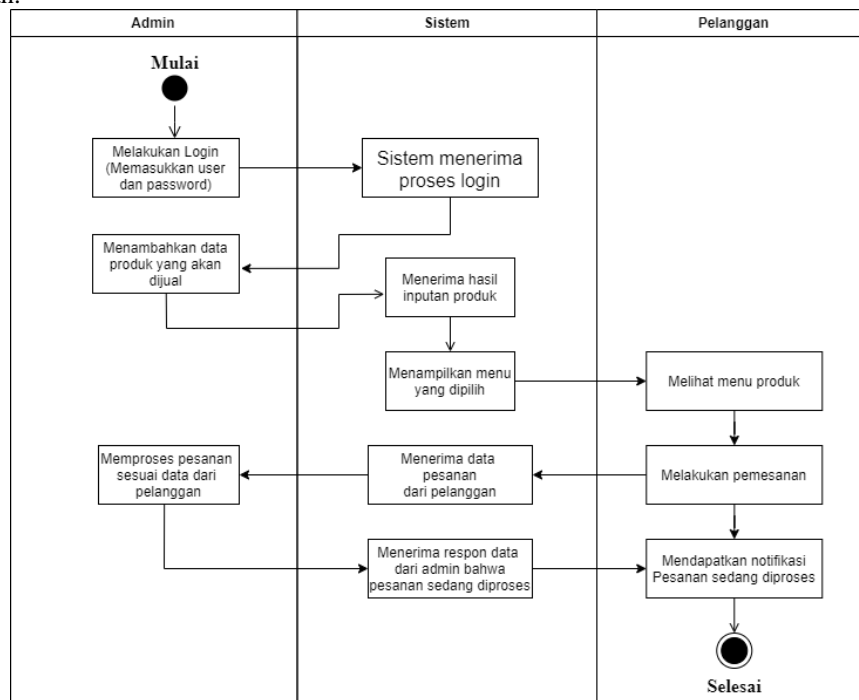 Admin
Sistem
Pelanggan
Mulai
Melakukan Login
(Memasukkan user
dan password)
Sistem menerima
proses login
Menambahkan data
produk yang akan
dijual
Menerima hasil
inputan produk
Menampilkan menu
yang dipilih
Melihat menu produk
Memproses pesanan
sesuai data dari
pelanggan
Menerima data
pesanan
dari pelanggan
Melakukan pemesanan
Menerima respon data
dari admin bahwa
pesanan sedang diproses
Mendapatkan notifikasi
Pesanan sedang diproses
Selesai